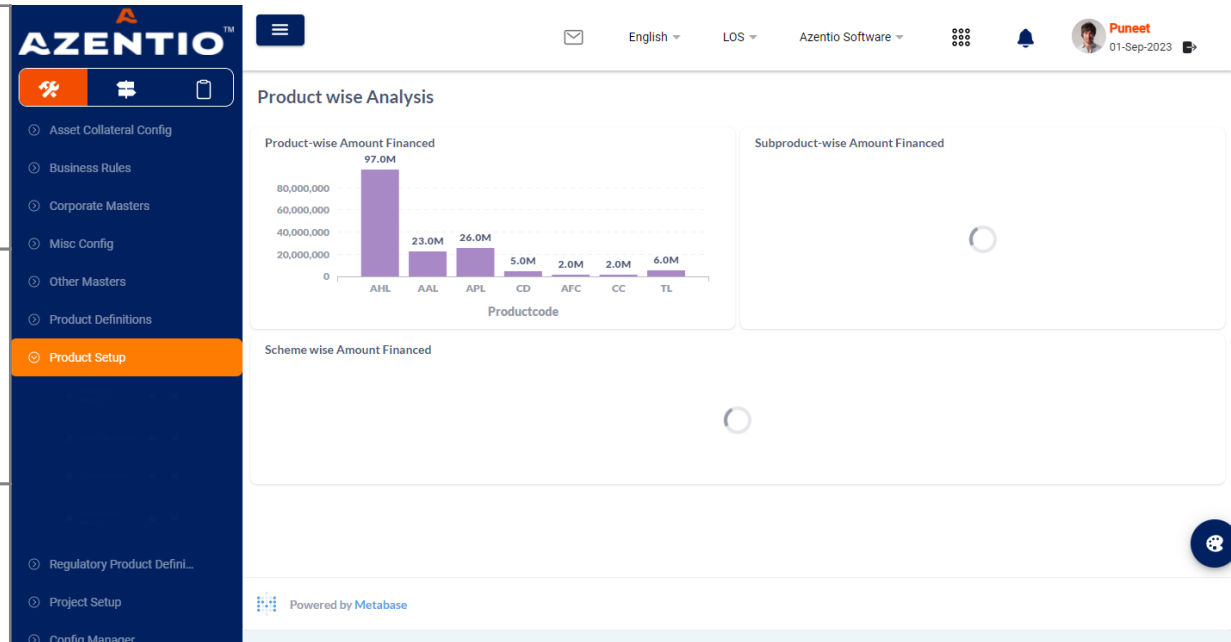 AZENTIO™
English
LOS
Azentio Software
Puneet
01-Sep-2023
Asset Collateral Config
Business Rules
Corporate Masters
Misc Config
Other Masters
Product Definitions
Product Setup
Regulatory Product Defini...
Project Setup
Config Manager
Product wise Analysis
Product-wise Amount Financed
97.0M
80,000,000
60,000,000
40,000,000
20,000,000
0
23.0M
26.0M
5.0M
2.0M
2.0M
6.0M
AHL AAL APL CD AFC CC TL
Productcode
Subproduct-wise Amount Financed
Scheme wise Amount Financed
Powered by Metabase